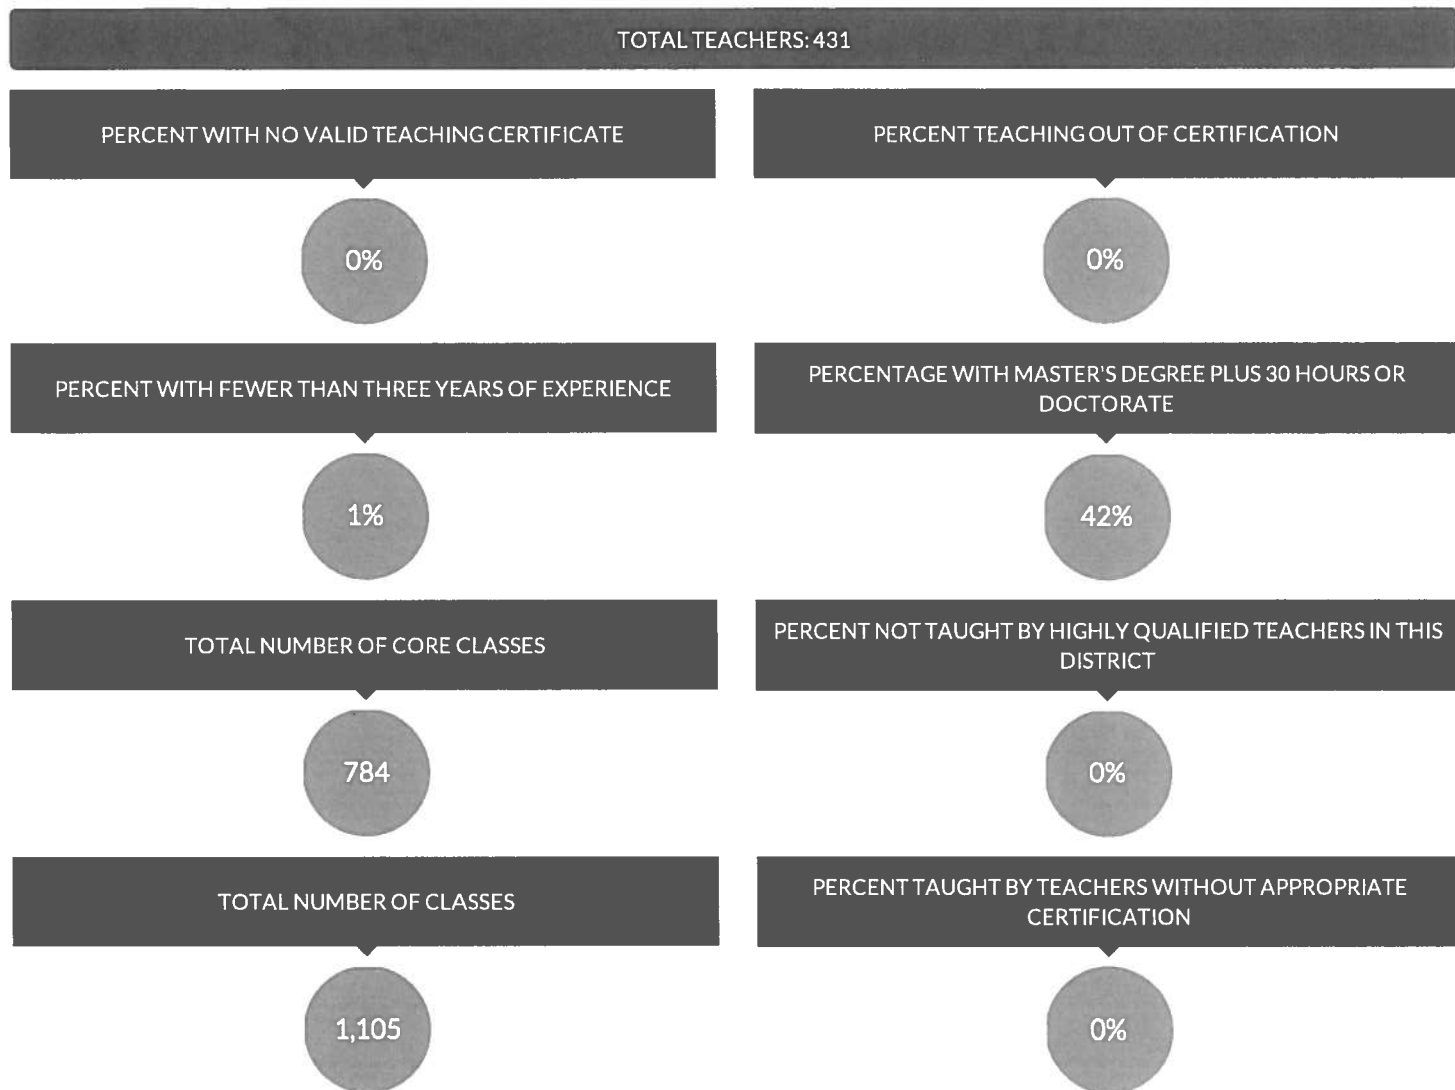 TOTAL TEACHERS: 431
PERCENT WITH NO VALID TEACHING CERTIFICATE
0%
PERCENT TEACHING OUT OF CERTIFICATION
0%
PERCENT WITH FEWER THAN THREE YEARS OF EXPERIENCE
1%
PERCENTAGE WITH MASTER'S DEGREE PLUS 30 HOURS OR
DOCTORATE
42%
TOTAL NUMBER OF CORE CLASSES
784
PERCENT NOT TAUGHT BY HIGHLY QUALIFIED TEACHERS IN THIS
DISTRICT
0%
TOTAL NUMBER OF CLASSES
1,105
PERCENT TAUGHT BY TEACHERS WITHOUT APPROPRIATE
CERTIFICATION
0%